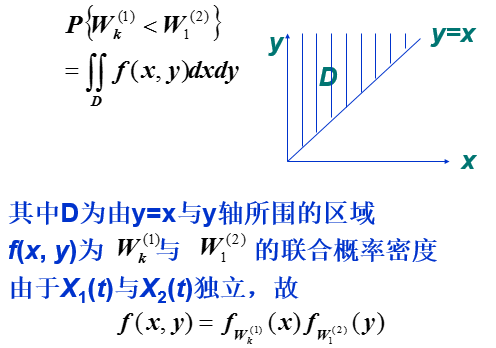 P{W_k^(1) < W_1^(2)}
= ∬_D f(x, y)dxdy
y
y=x
D
x
其中D为由y=x与y轴所围的区域
f(x, y)为 W_k^(1)与 W_1^(2) 的联合概率密度
由于X₁(t)与X₂(t)独立，故
f(x, y) = f_{W_k^(1)}(x) f_{W_1^(2)}(y)